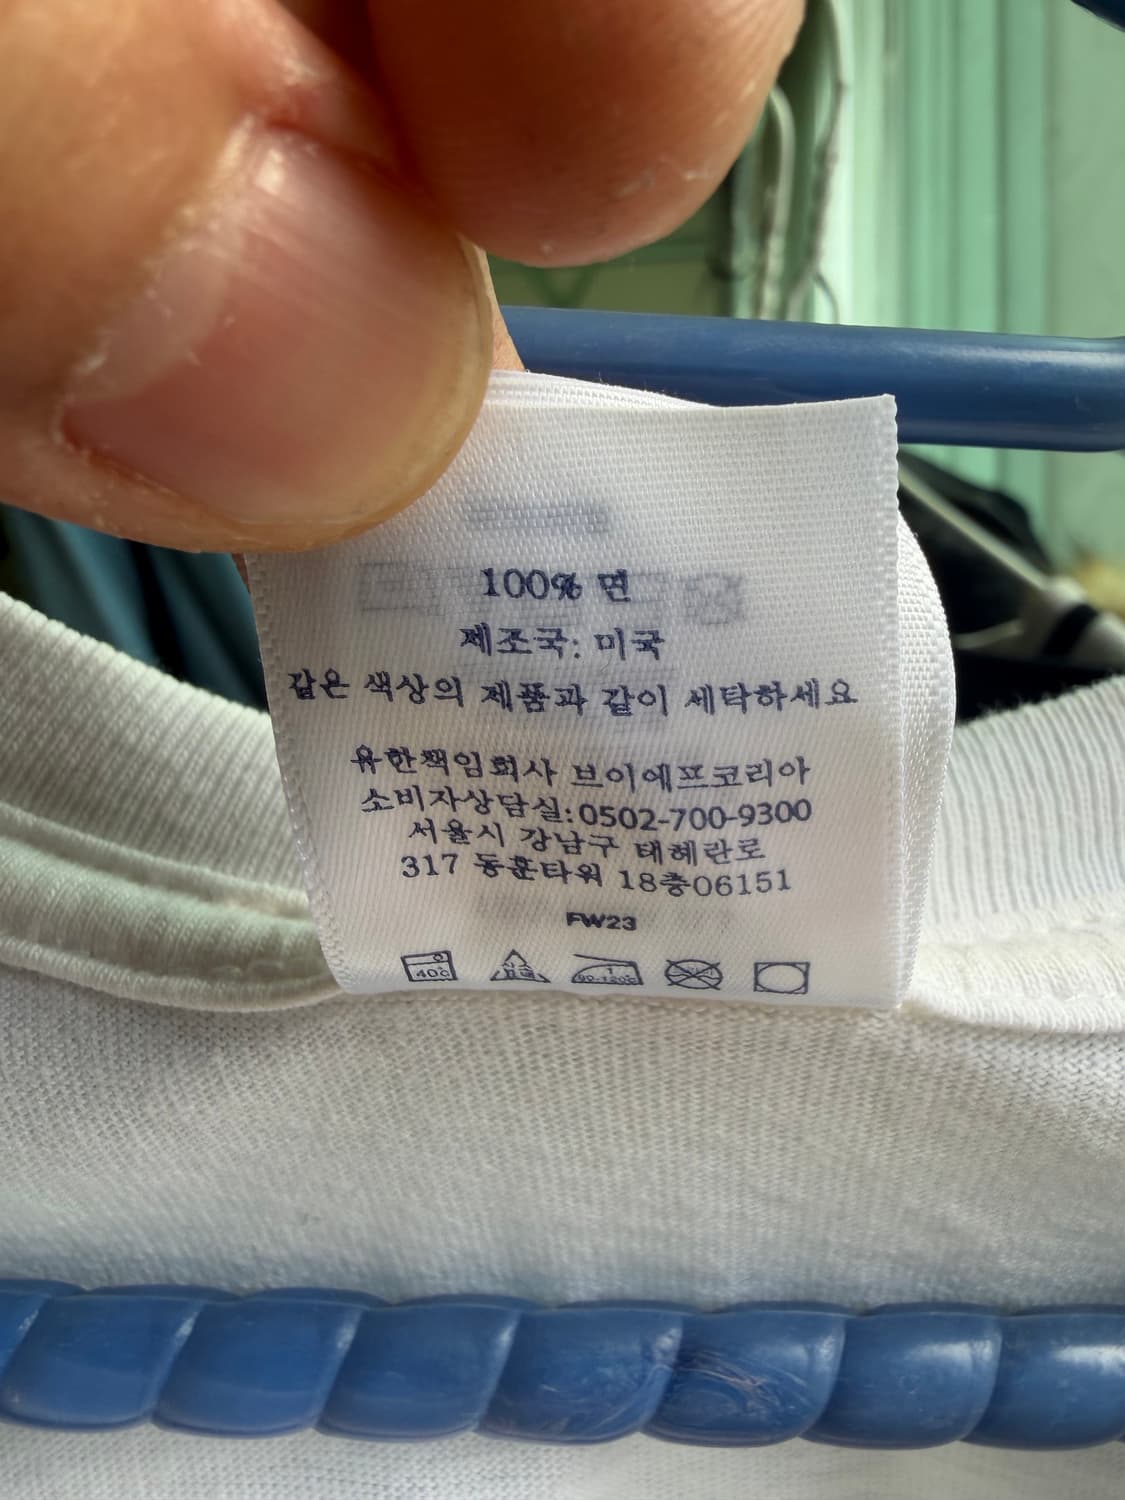 100% 면
제조국: 미국
같은 색상의 제품과 같이 세탁하세요
유한책임회사 브이에프코리아
소비자상담실:0502-700-9300
서울시 강남구 테헤란로
317 동훈타워 18층06151
FW23
40℃